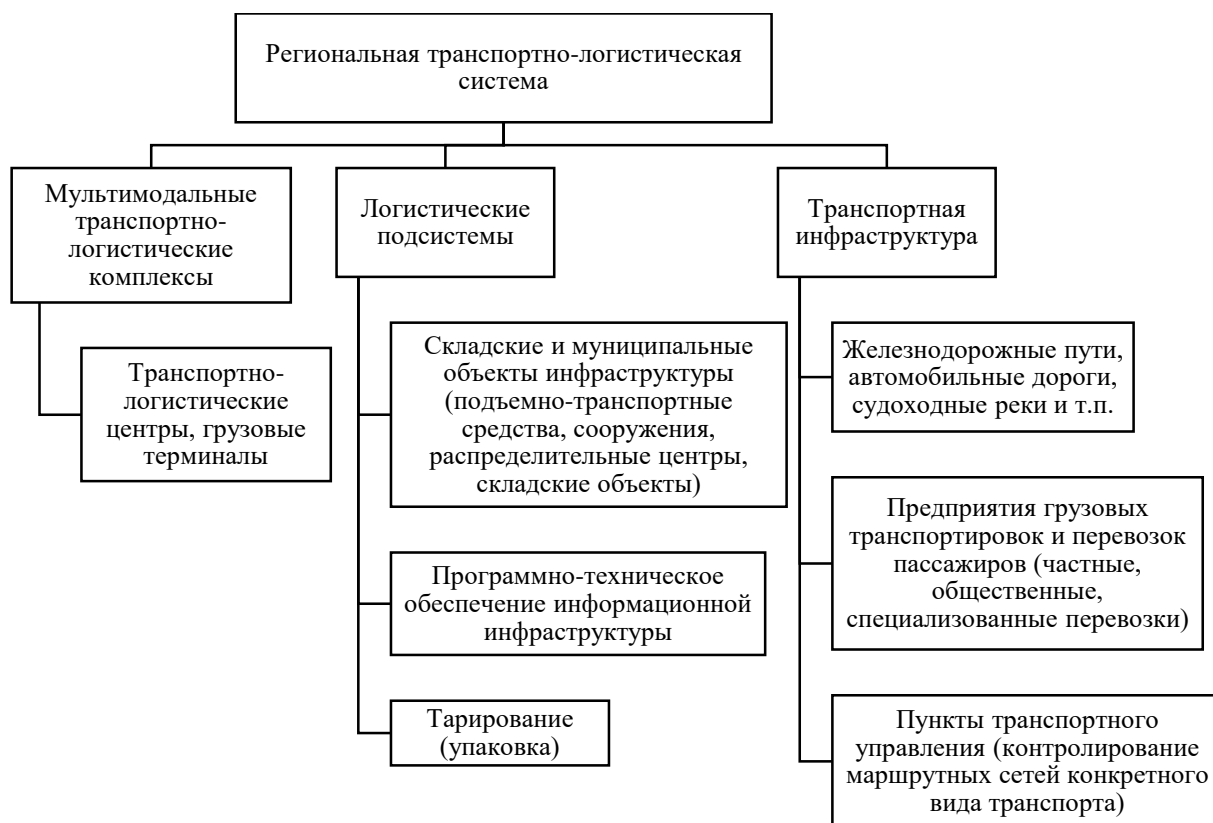 Региональная транспортно-логистическая
система
Мультимодальные
транспортно-
логистические
комплексы
Транспортно-
логистические
центры, грузовые
терминалы
Логистические
подсистемы
Складские и муниципальные
объекты инфраструктуры
(подъемно-транспортные
средства, сооружения,
распределительные центры,
складские объекты)
Программно-техническое
обеспечение информационной
инфраструктуры
Тарирование
(упаковка)
Транспортная
инфраструктура
Железнодорожные пути,
автомобильные дороги,
судоходные реки и т.п.
Предприятия грузовых
транспортировок и перевозок
пассажиров (частные,
общественные,
специализованные перевозки)
Пункты транспортного
управления (контролирование
маршрутных сетей конкретного
вида транспорта)